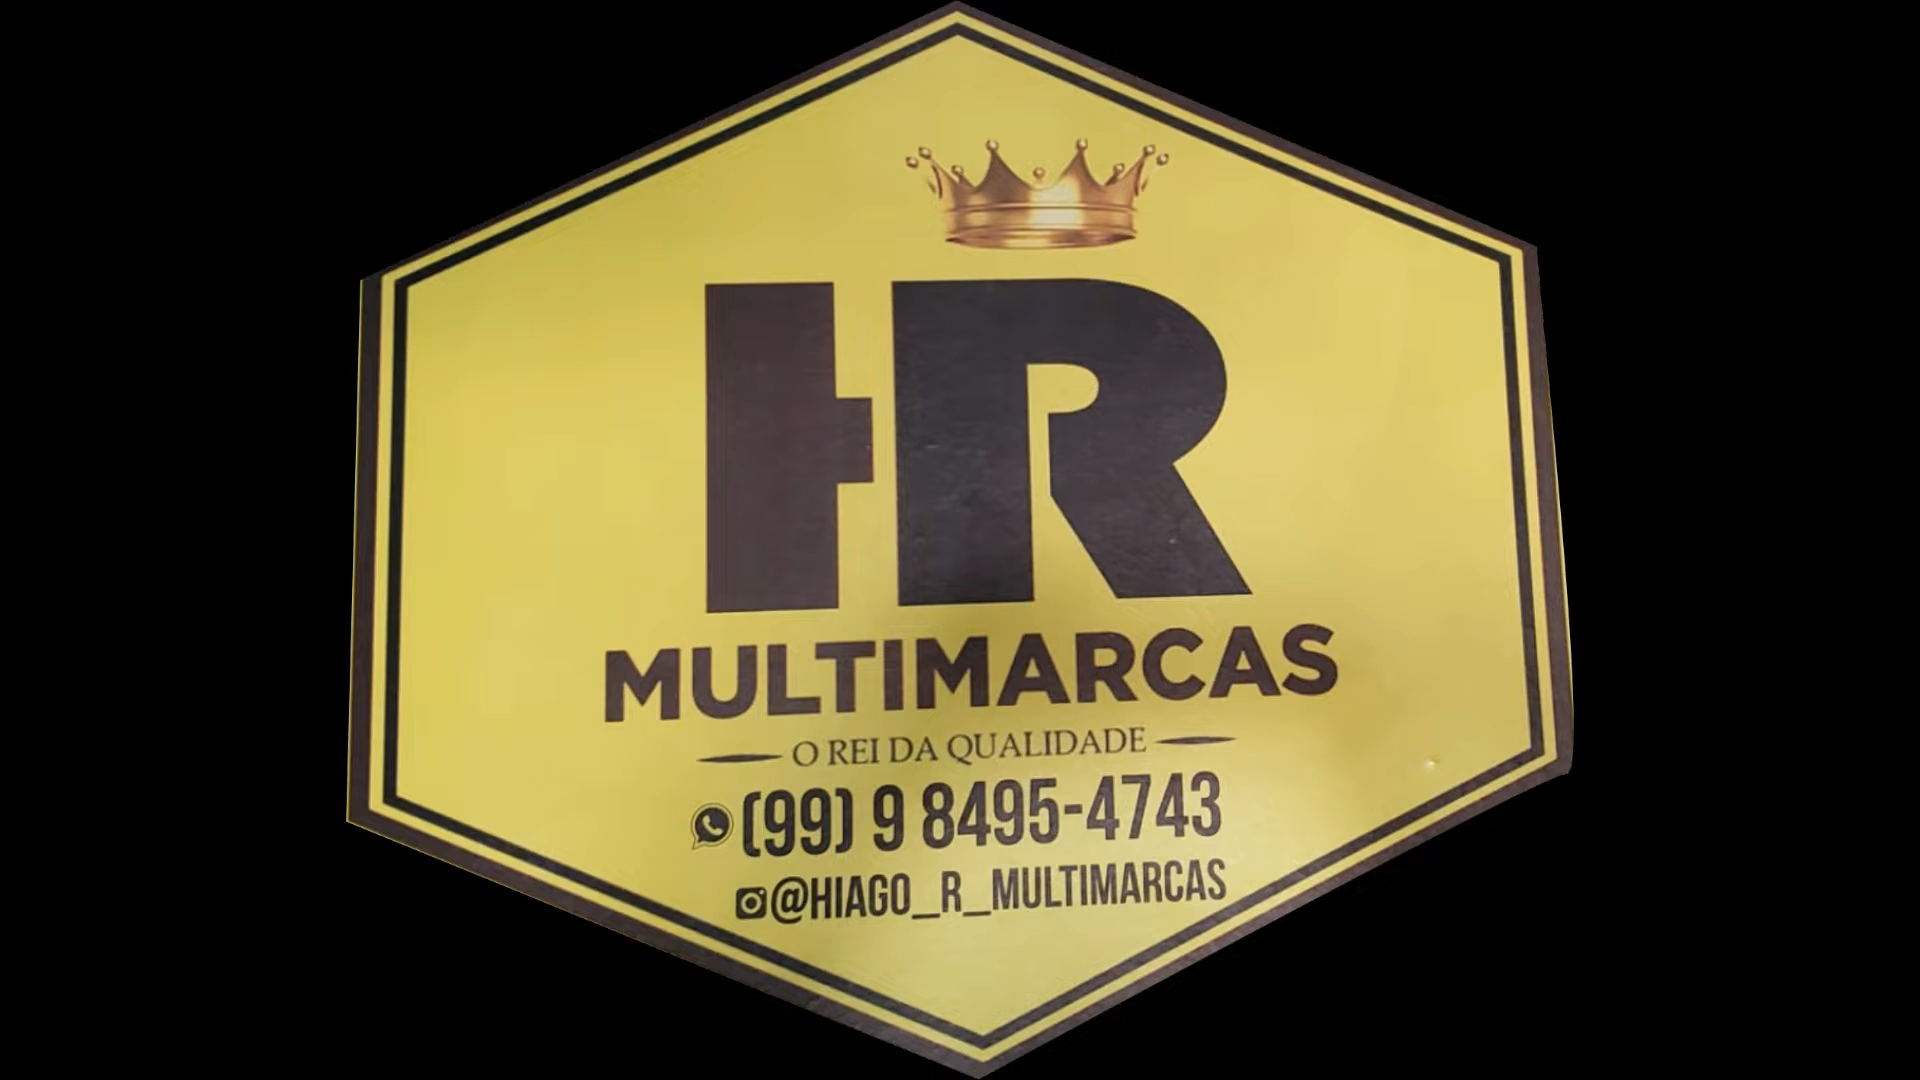 HR
MULTIMARCAS
O REI DA QUALIDADE
(99) 9 8495-4743
@HIAGO_R_MULTIMARCAS